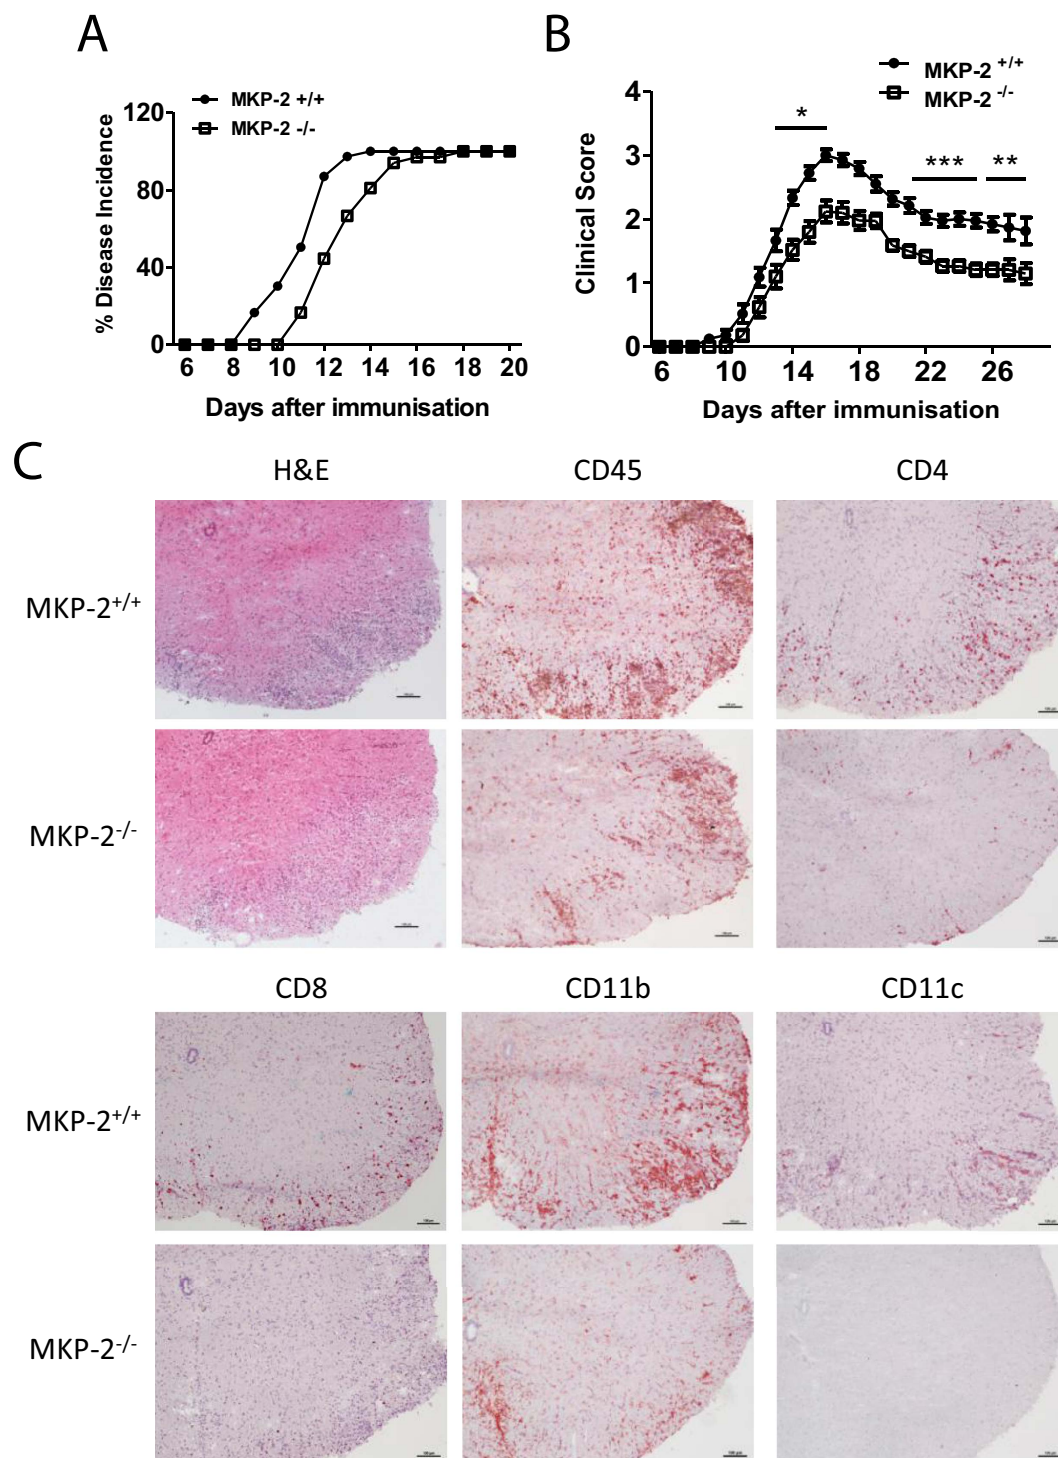 A
MKP-2 +/+
MKP-2 -/-
120
80
40
0
% Disease Incidence
6 8 10 12 14 16 18 20
Days after immunisation
B
MKP-2 +/+
MKP-2 -/-
4
3
2
1
0
Clinical Score
* *** **
6 10 14 18 22 26
Days after immunisation
C
H&E CD45 CD4
MKP-2+/+
MKP-2-/-
CD8 CD11b CD11c
MKP-2+/+
MKP-2-/-